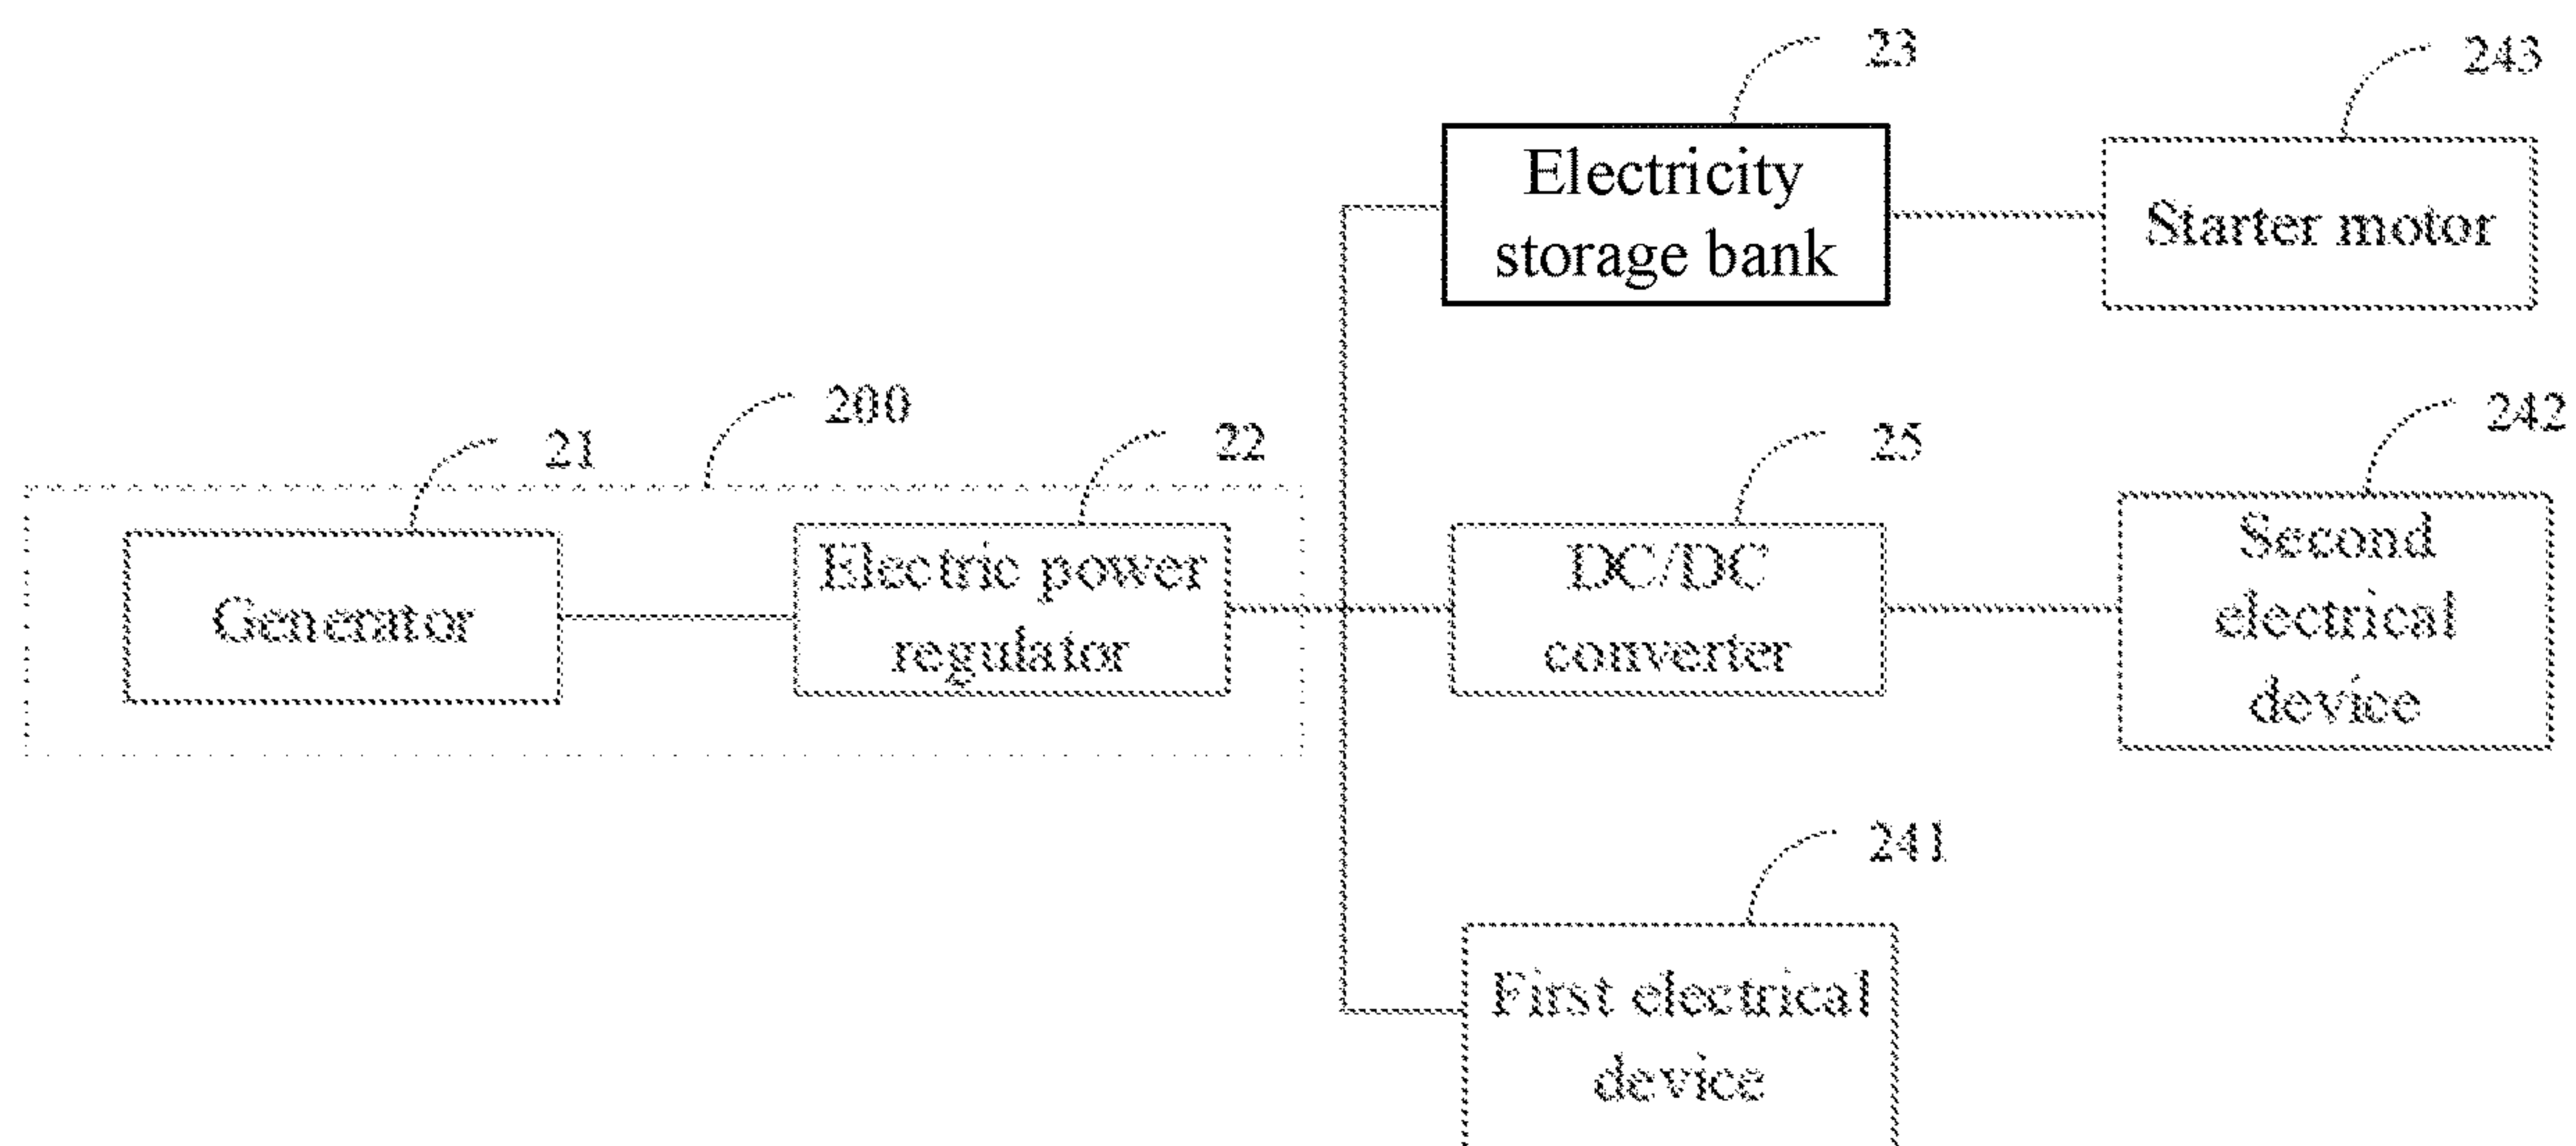 23
243
Electricity
storage bank
Starter motor
200
21
22
25
242
Generator
Electric power
regulator
DC/DC
converter
Second
electrical
device
241
First electrical
device